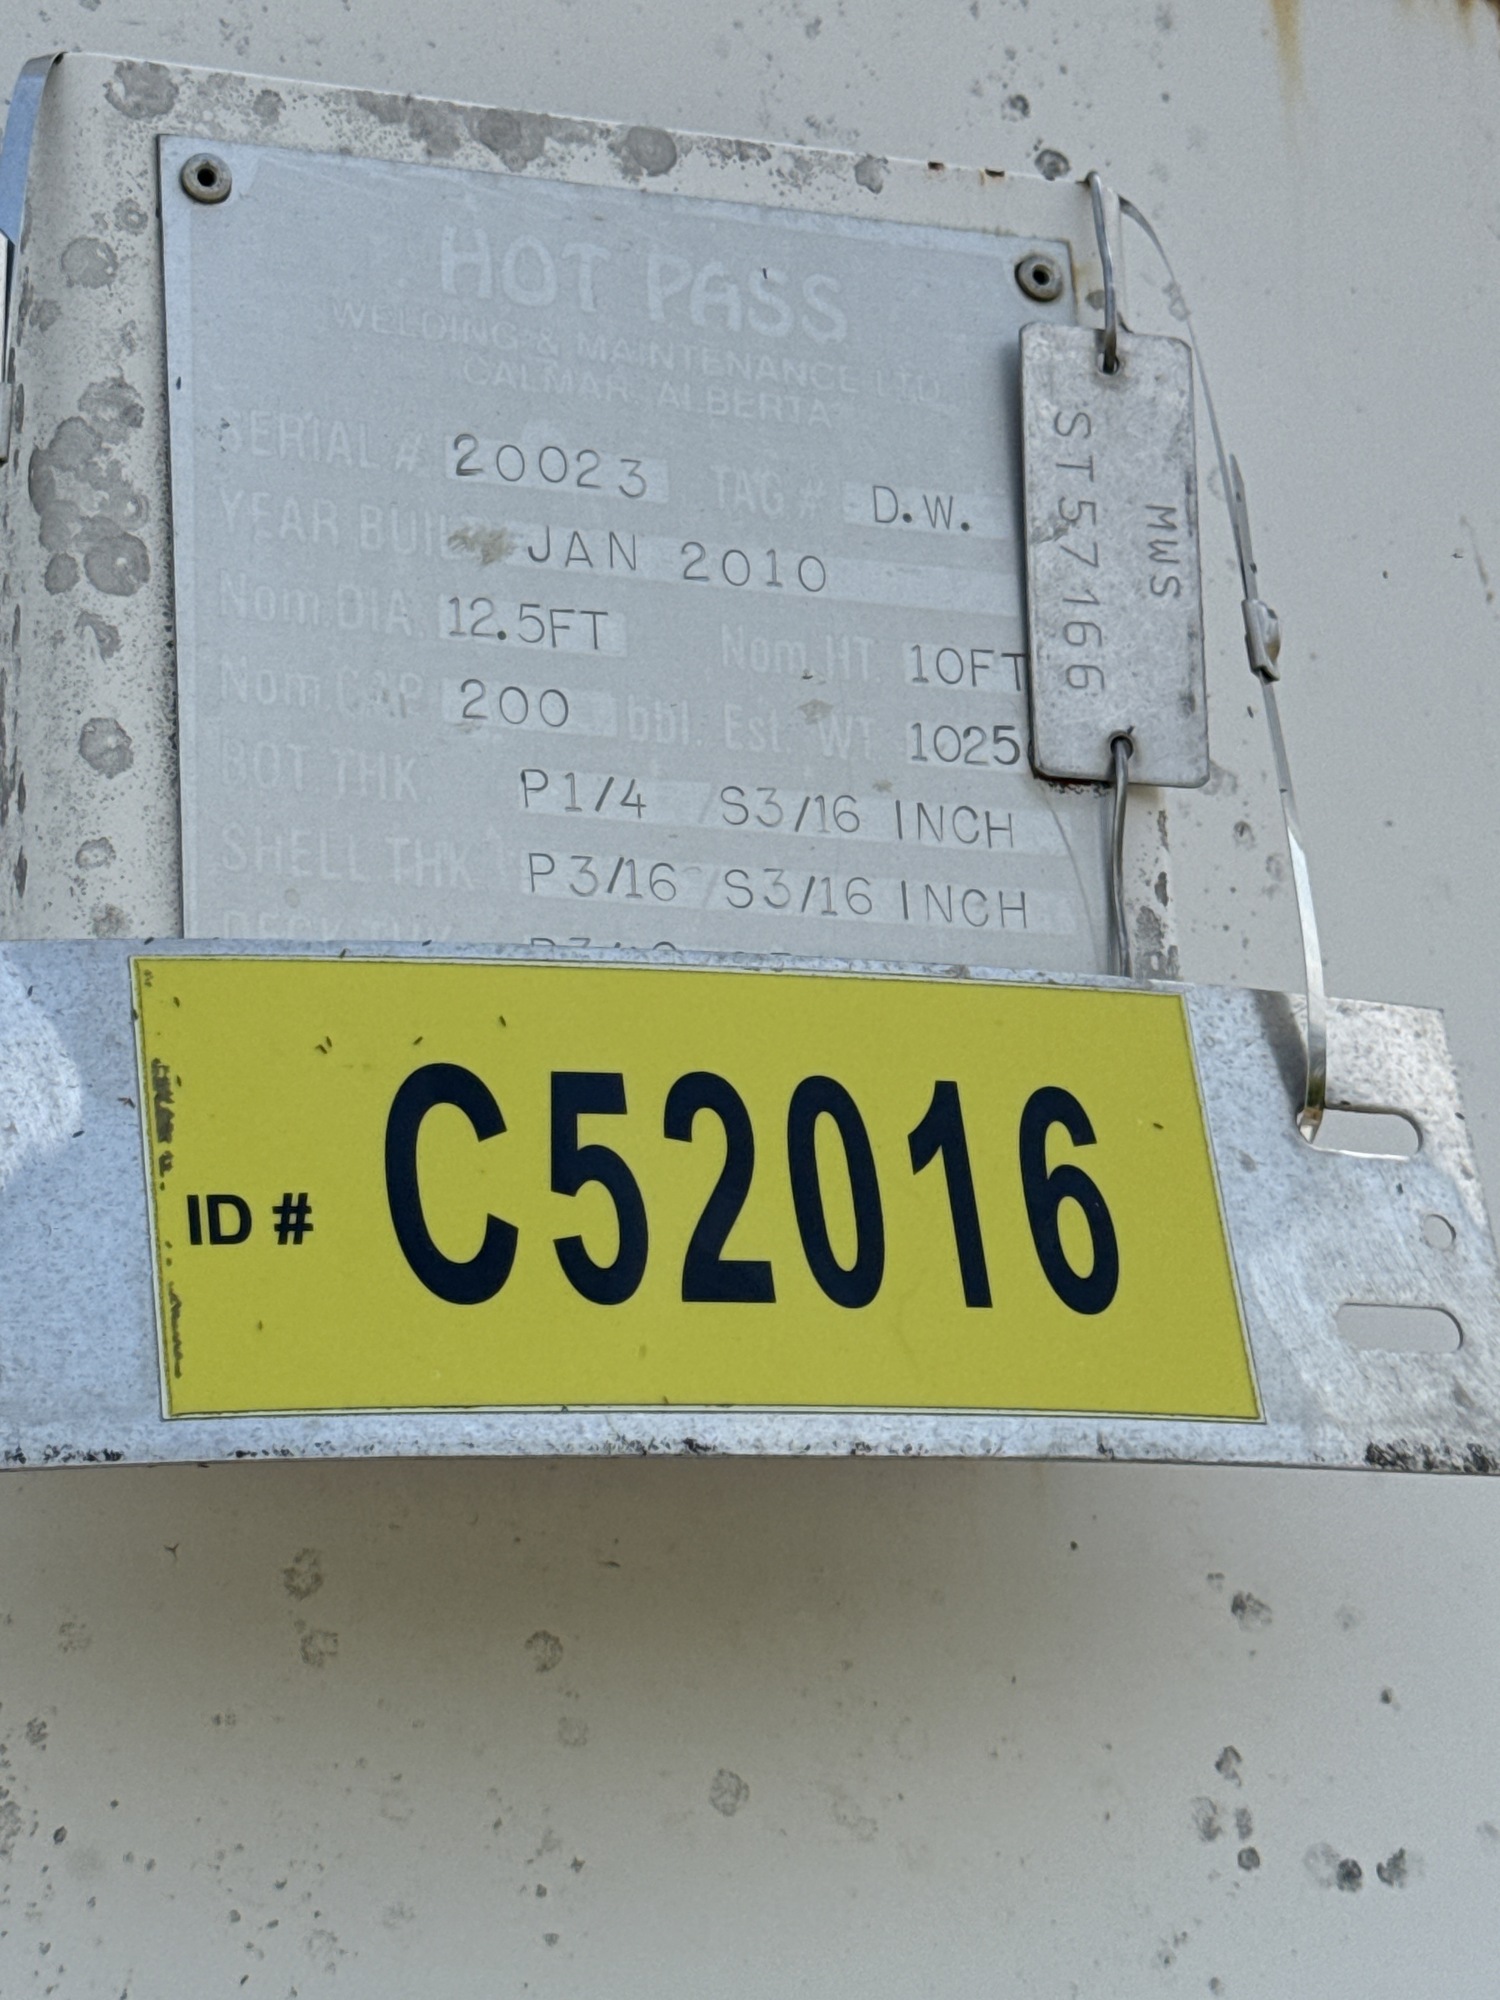 HOT PASS
WELDING & MAINTENANCE LTD.
CALMAR, ALBERTA
SERIAL # 20023 TAG # D.W.
YEAR BUILT JAN 2010
Nom. DIA. 12.5FT Nom. HT. 10FT
Nom. CAP 200 bbl. Est. WT. 1025
BOT. THK. P1/4 S3/16 INCH
SHELL THK P3/16 S3/16 INCH
MWS
ST57166
ID # C52016